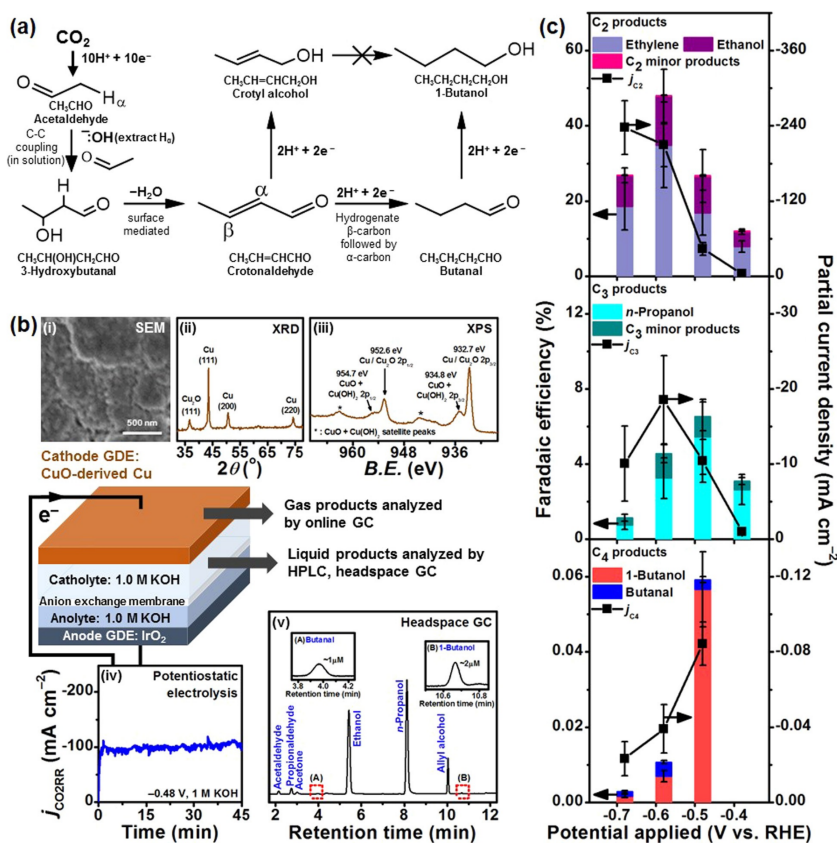 (a)
CO2
10H+ + 10e−
H
α
CH3CHO
Acetaldehyde
C-C
coupling
(in solution)
−:OH (extract Hα)
O
H
O
OH
CH3CH(OH)CH2CHO
3-Hydroxybutanal
−H2O
surface
mediated
OH
CH3CH=CHCH2OH
Crotyl alcohol
2H+ + 2e−
α
β
O
CH3CH=CHCHO
Crotonaldehyde
2H+ + 2e−
Hydrogenate
β-carbon
followed by
α-carbon
OH
CH3CH2CH2CH2OH
1-Butanol
2H+ + 2e−
O
CH3CH2CH2CHO
Butanal
(b)
(i) SEM
500 nm
(ii) XRD
Cu
(111)
Cu2O
(111)
Cu
(200)
Cu
(220)
35 45 55 65 75
2θ (°)
(iii) XPS
954.7 eV
CuO +
Cu(OH)2 2p1/2
952.6 eV
Cu / Cu2O 2p1/2
932.7 eV
Cu / Cu2O 2p3/2
934.8 eV
CuO +
Cu(OH)2 2p3/2
* * 
* : CuO + Cu(OH)2 satellite peaks
960 948 936
B.E. (eV)
Cathode GDE:
CuO-derived Cu
e−
Gas products analyzed
by online GC
Liquid products analyzed by
HPLC, headspace GC
Catholyte: 1.0 M KOH
Anion exchange membrane
Anolyte: 1.0 M KOH
Anode GDE: IrO2
(iv) Potentiostatic
electrolysis
-200
-100
0
jCO2RR (mA cm−2)
−0.48 V, 1 M KOH
0 15 30 45
Time (min)
(v) Headspace GC
(A) Butanal
~1μM
3.8 4.0 4.2
Retention time (min)
(B) 1-Butanol
~2μM
10.6 10.8
Retention time (min)
Acetaldehyde
Propionaldehyde
Acetone
(A)
Ethanol
n-Propanol
Allyl alcohol
(B)
2 4 6 8 10 12
Retention time (min)
(c)
C2 products
Ethylene Ethanol
C2 minor products
jC2
60
40
20
0
-360
-240
-120
-0
C3 products
n-Propanol
C3 minor products
jC3
12
8
4
0
-30
-20
-10
-0
C4 products
1-Butanol
Butanal
jC4
0.06
0.04
0.02
0.00
-0.12
-0.08
-0.04
-0.00
Faradaic efficiency (%)
Partial current density (mA cm−2)
-0.7 -0.6 -0.5 -0.4
Potential applied (V vs. RHE)